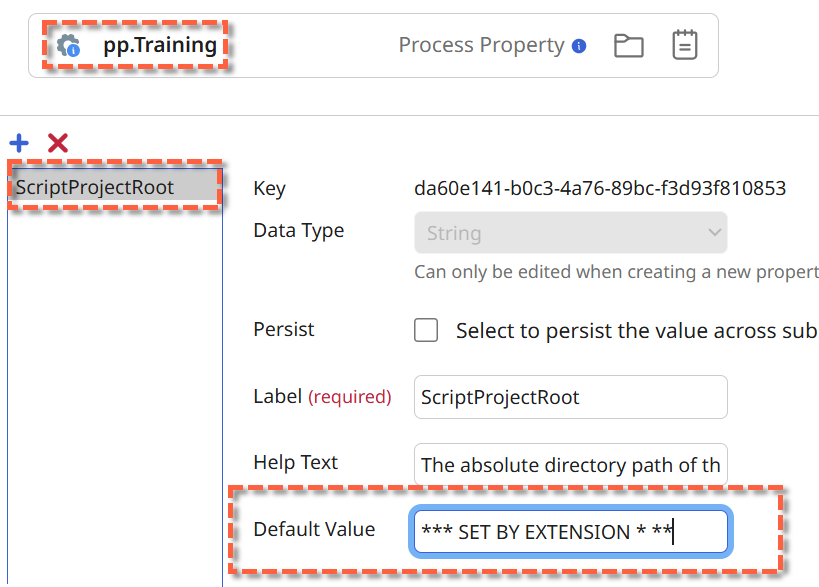 pp.Training
Process Property
ScriptProjectRoot
Key da60e141-b0c3-4a76-89bc-f3d93f810853
Data Type String
Can only be edited when creating a new propert
Persist Select to persist the value across sub
Label (required) ScriptProjectRoot
Help Text The absolute directory path of th
Default Value *** SET BY EXTENSION * **